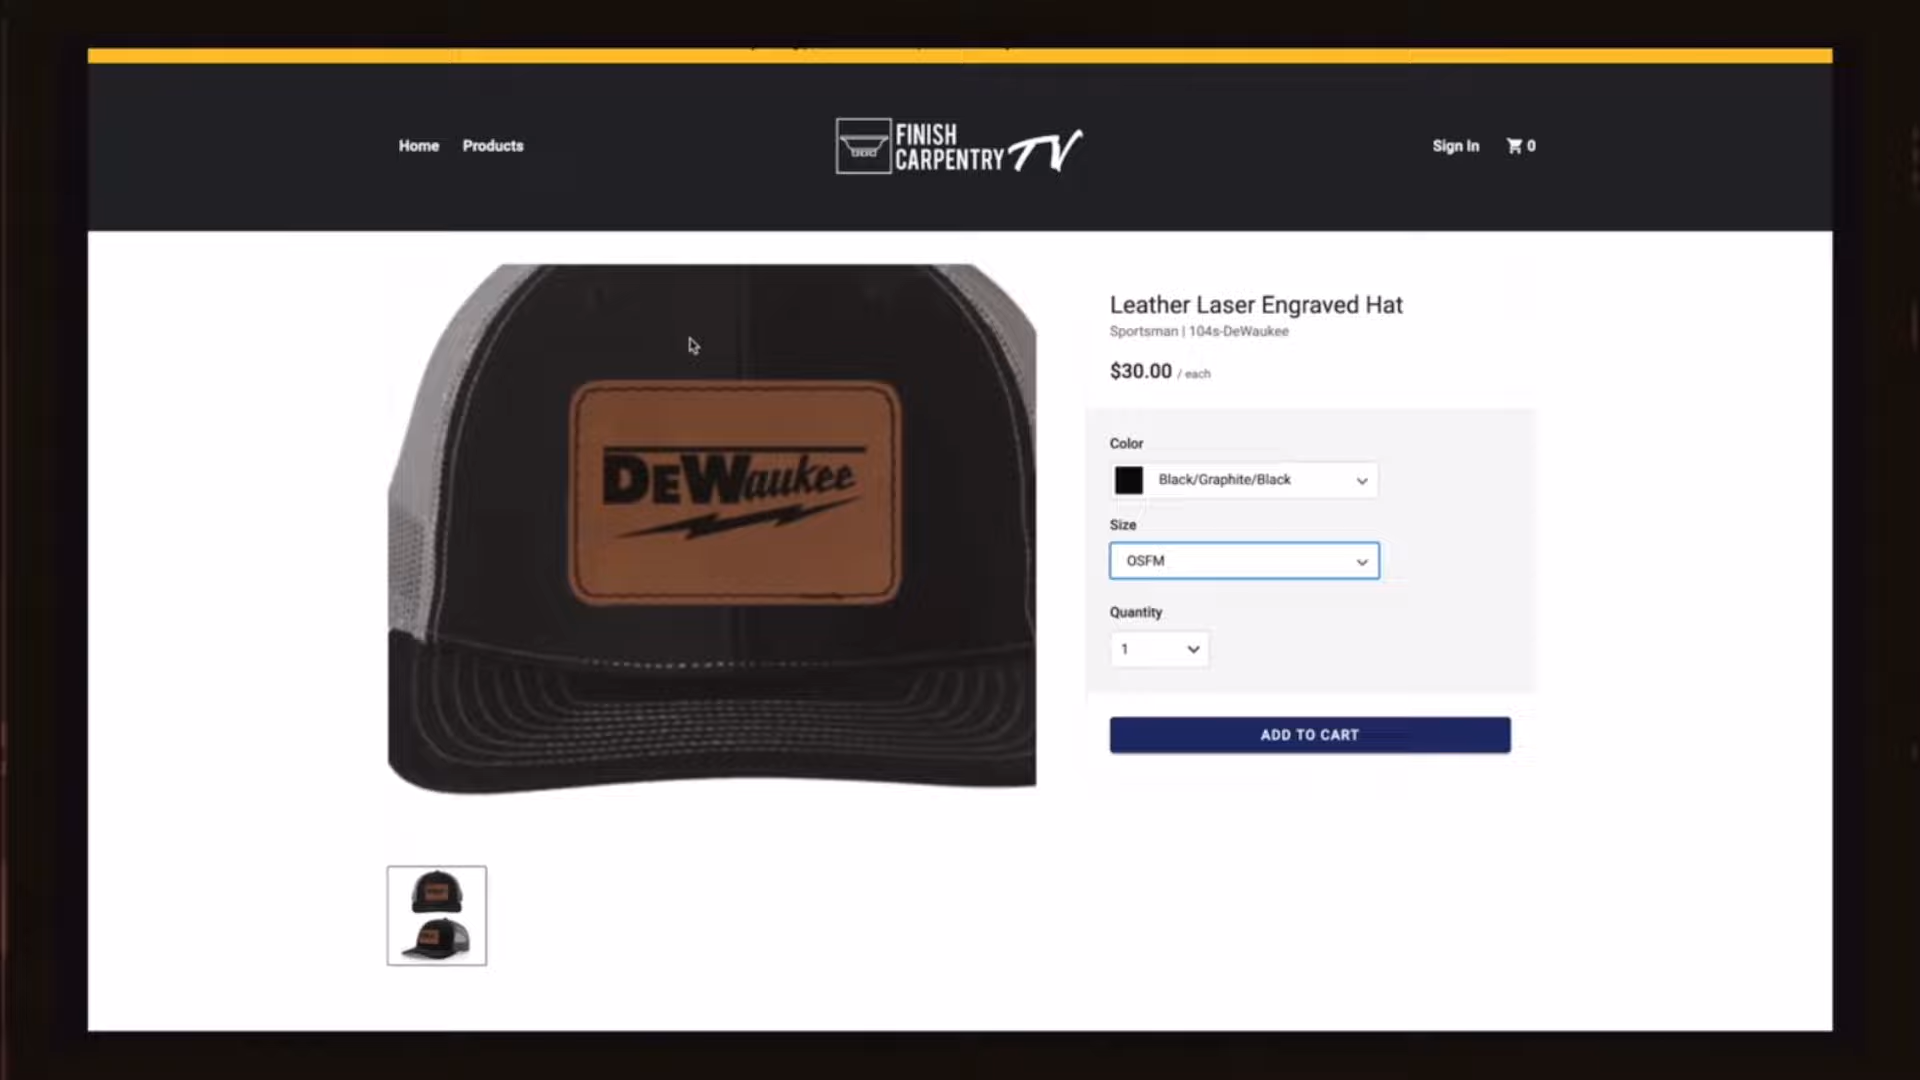 Home Products
FINISH
CARPENTRY TV
Sign In 0
DEWaukee
Leather Laser Engraved Hat
Sportsman | 104s-DeWaukee
$30.00 / each
Color
Black/Graphite/Black
Size
OSFM
Quantity
1
ADD TO CART